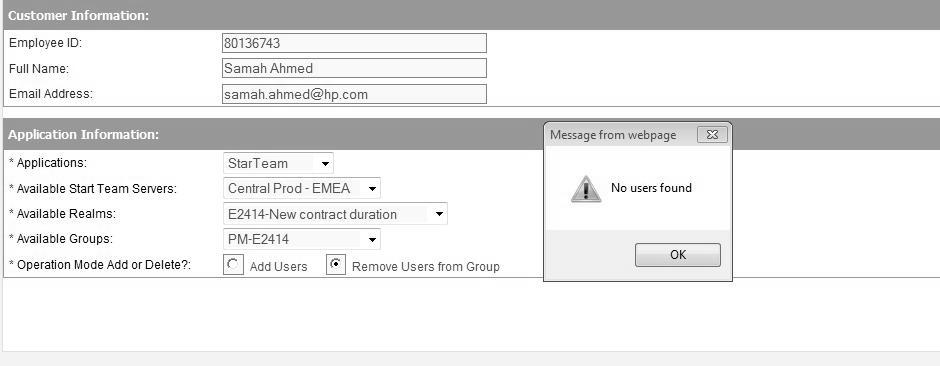 Customer Information:
Employee ID: 80136743
Full Name: Samah Ahmed
Email Address: samah.ahmed@hp.com
Application Information:
* Applications: StarTeam
* Available Start Team Servers: Central Prod - EMEA
* Available Realms: E2414-New contract duration
* Available Groups: PM-E2414
* Operation Mode Add or Delete?: Add Users Remove Users from Group
Message from webpage
No users found
OK